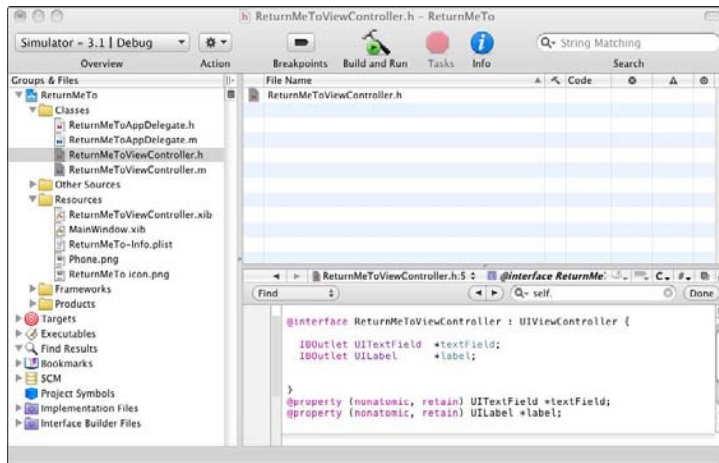 ReturnMeToViewController.h – ReturnMeTo
Simulator – 3.1 | Debug
String Matching
Overview
Action
Breakpoints
Build and Run
Tasks
Info
Search
Groups & Files
ReturnMeTo
Classes
ReturnMeToAppDelegate.h
ReturnMeToAppDelegate.m
ReturnMeToViewController.h
ReturnMeToViewController.m
Other Sources
Resources
ReturnMeToViewController.xib
MainWindow.xib
ReturnMeTo-Info.plist
Phone.png
ReturnMeTo icon.png
Frameworks
Products
Targets
Executables
Find Results
Bookmarks
SCM
Project Symbols
Implementation Files
Interface Builder Files
File Name
Code
ReturnMeToViewController.h
ReturnMeToViewController.h:5
@interface ReturnMe
C
#
Find
self.
Done
@interface ReturnMeToViewController : UIViewController {
IBOutlet UITextField *textField;
IBOutlet UILabel *label;
}
@property (nonatomic, retain) UITextField *textField;
@property (nonatomic, retain) UILabel *label;